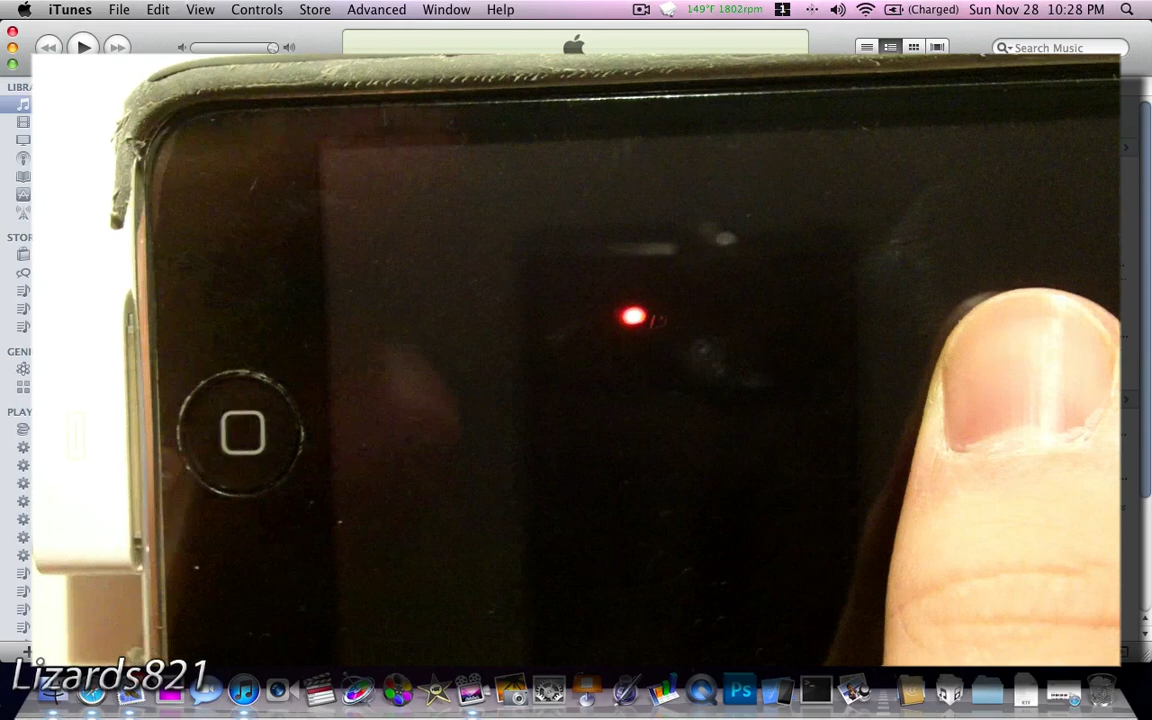 iTunes File Edit View Controls Store Advanced Window Help 149°F 1802rpm (Charged) Sun Nov 28 10:28 PM
Search Music
LIBRA
STOR
GENI
PLAY
Lizards821
Ps